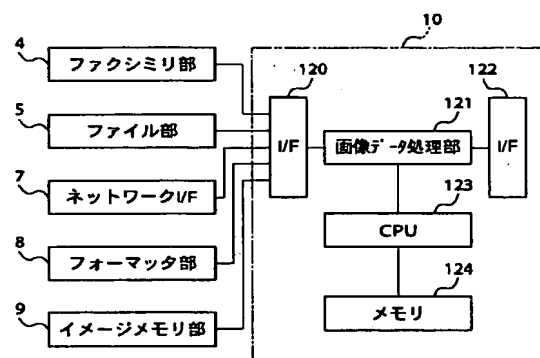 10
4
ファクシミリ部
120
122
5
ファイル部
121
I/F
画像データ処理部
I/F
7
ネットワークI/F
123
CPU
8
フォーマッタ部
124
9
イメージメモリ部
メモリ